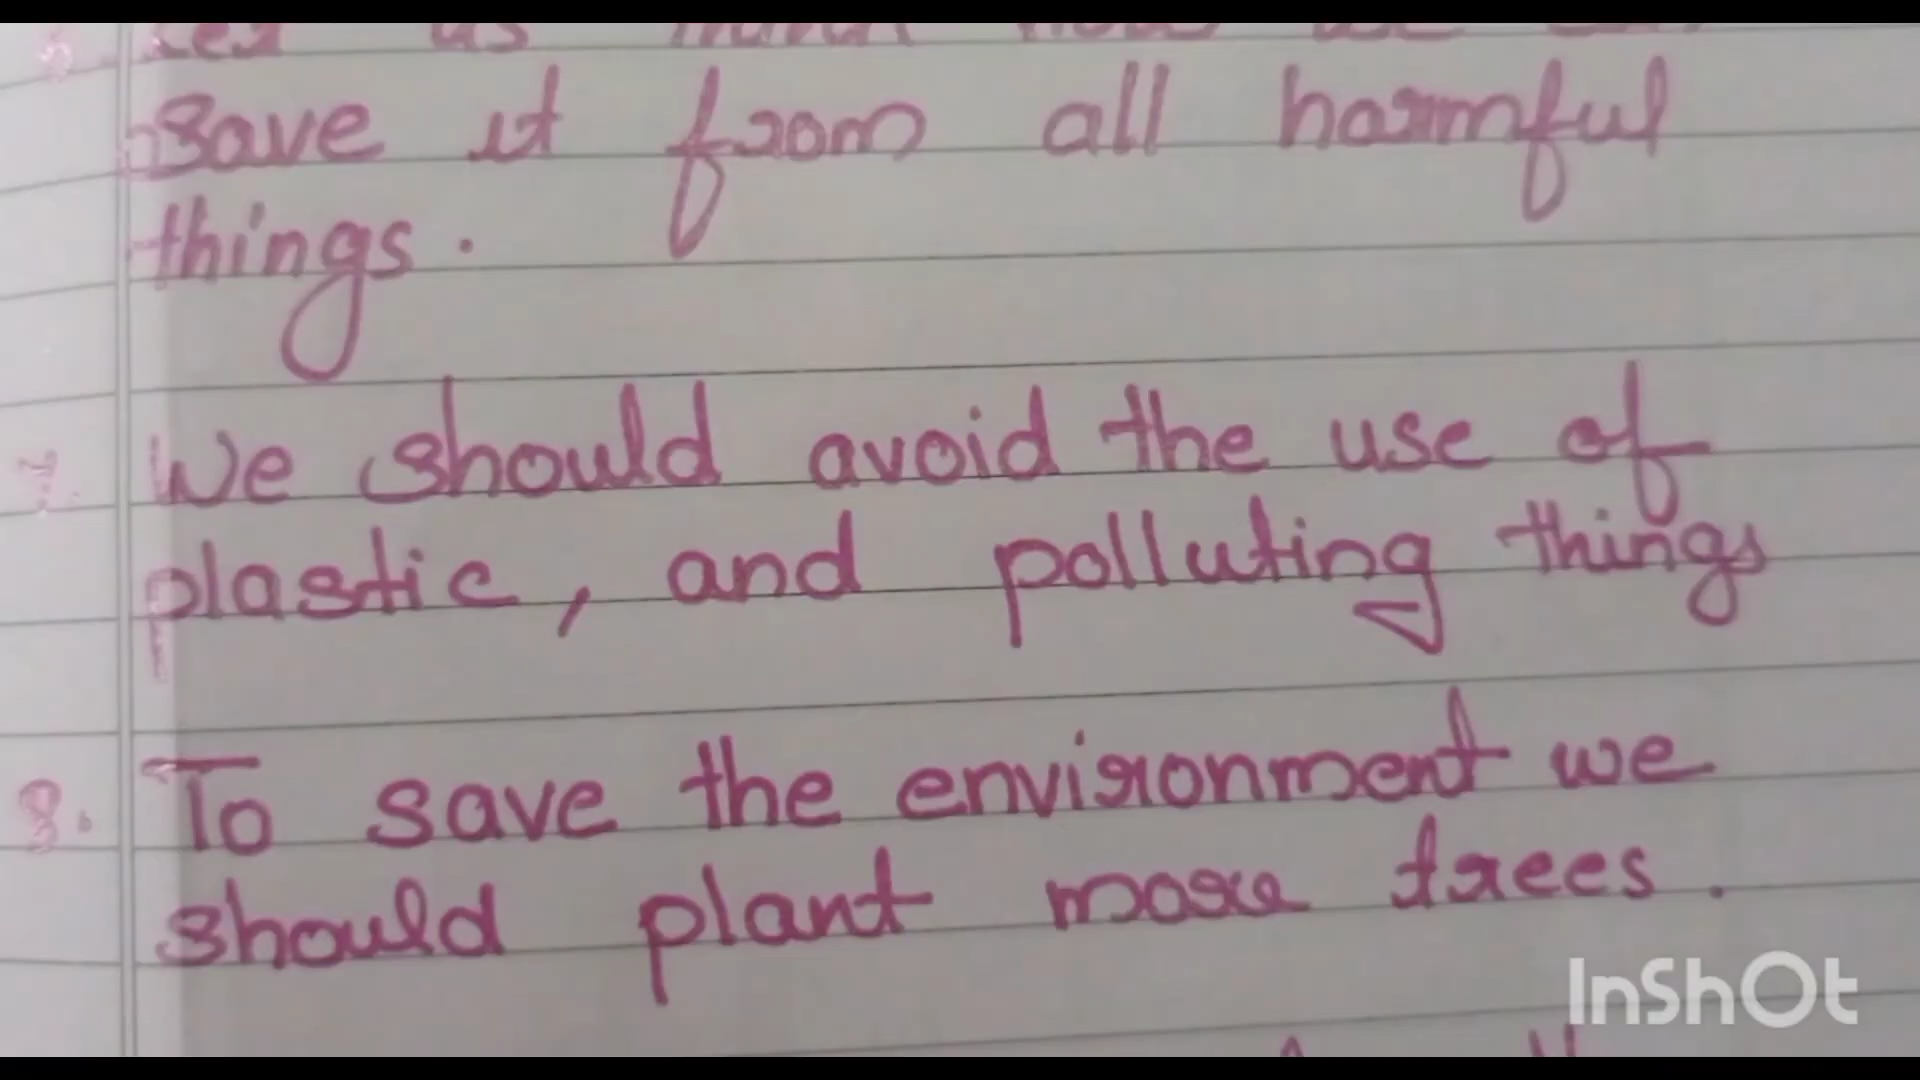 save it from all harmful
things.
7. We should avoid the use of
plastic, and polluting things
8. To save the environment we
should plant more trees.
InShOt